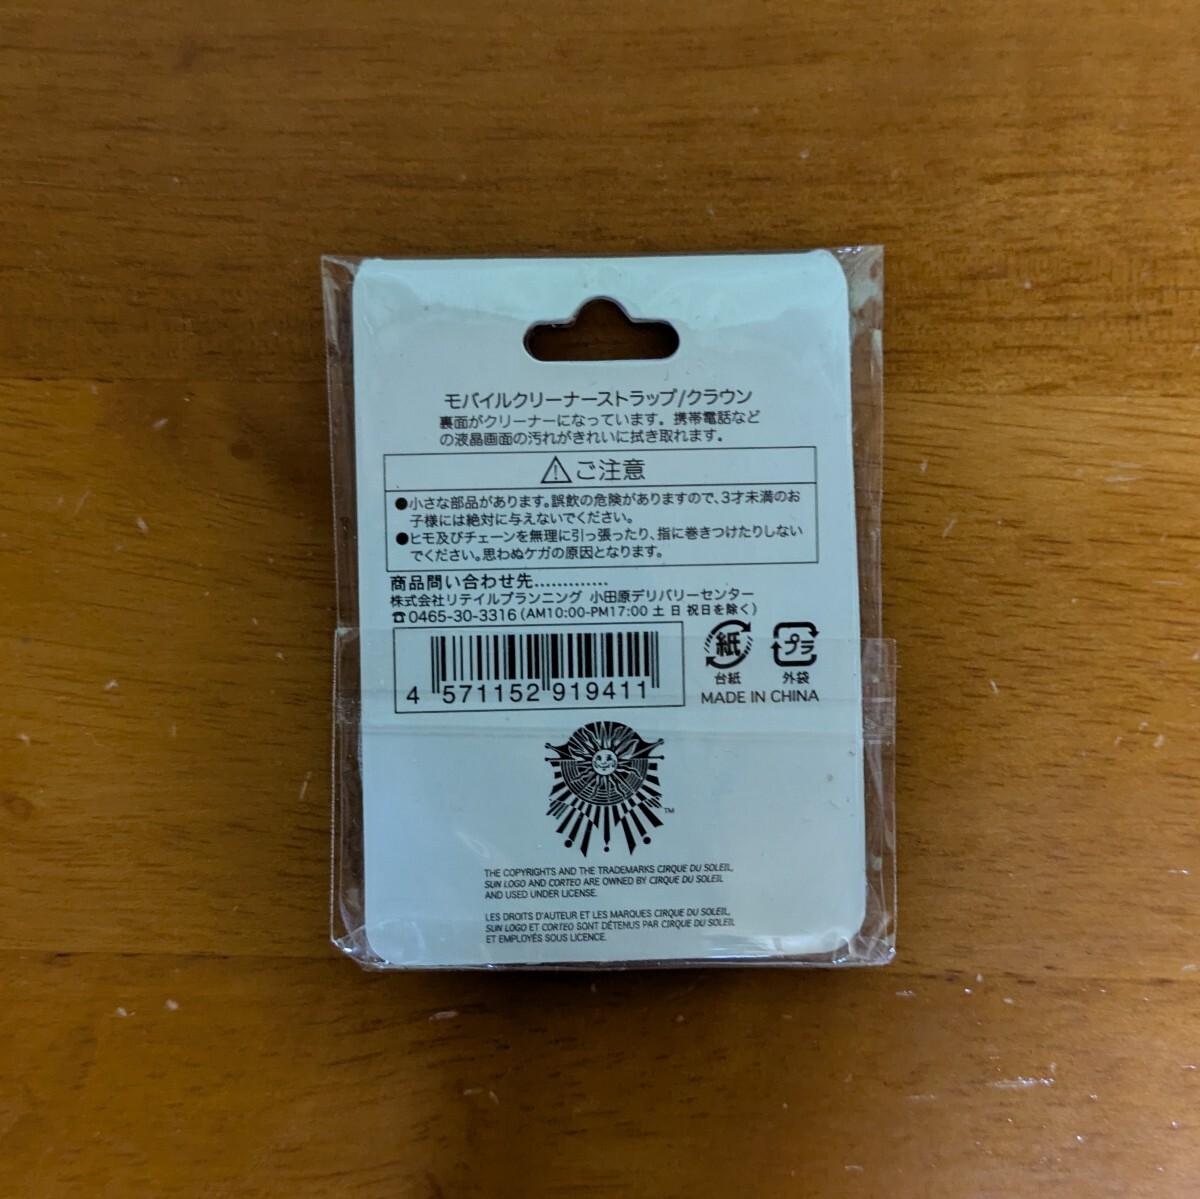 モバイルクリーナーストラップ/クラウン
裏面がクリーナーになっています。携帯電話など
の液晶画面の汚れがきれいに拭き取れます。
⚠ご注意
●小さな部品があります。誤飲の危険がありますので、3才未満のお
子様には絶対に与えないでください。
●ヒモ及びチェーンを無理に引っ張ったり、指に巻きつけたりしない
でください。思わぬケガの原因となります。
商品問い合わせ先.............
株式会社リテイルプランニング 小田原デリバリーセンター
☎0465-30-3316(AM10:00-PM17:00 土 日 祝日を除く)
4 571152 919411
紙
台紙
プラ
外袋
MADE IN CHINA
™
THE COPYRIGHTS AND THE TRADEMARKS CIRQUE DU SOLEIL,
SUN LOGO AND CORTEO ARE OWNED BY CIRQUE DU SOLEIL
AND USED UNDER LICENSE.
LES DROITS D'AUTEUR ET LES MARQUES CIRQUE DU SOLEIL,
SUN LOGO ET CORTEO SONT DÉTENUS PAR CIRQUE DU SOLEIL
ET EMPLOYÉS SOUS LICENCE.